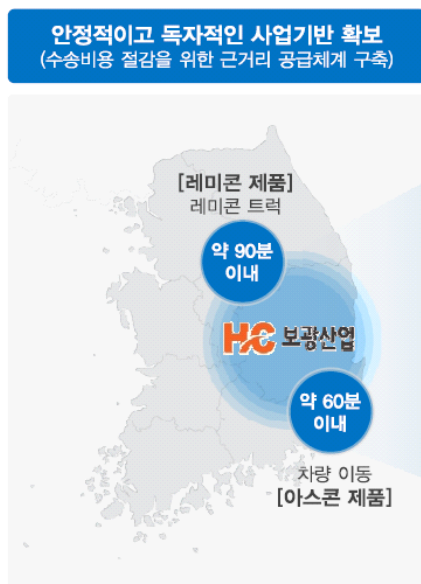 안정적이고 독자적인 사업기반 확보
(수송비용 절감을 위한 근거리 공급체계 구축)
[레미콘 제품]
레미콘 트럭
약 90분
이내
HC 보광산업
약 60분
이내
차량 이동
[아스콘 제품]